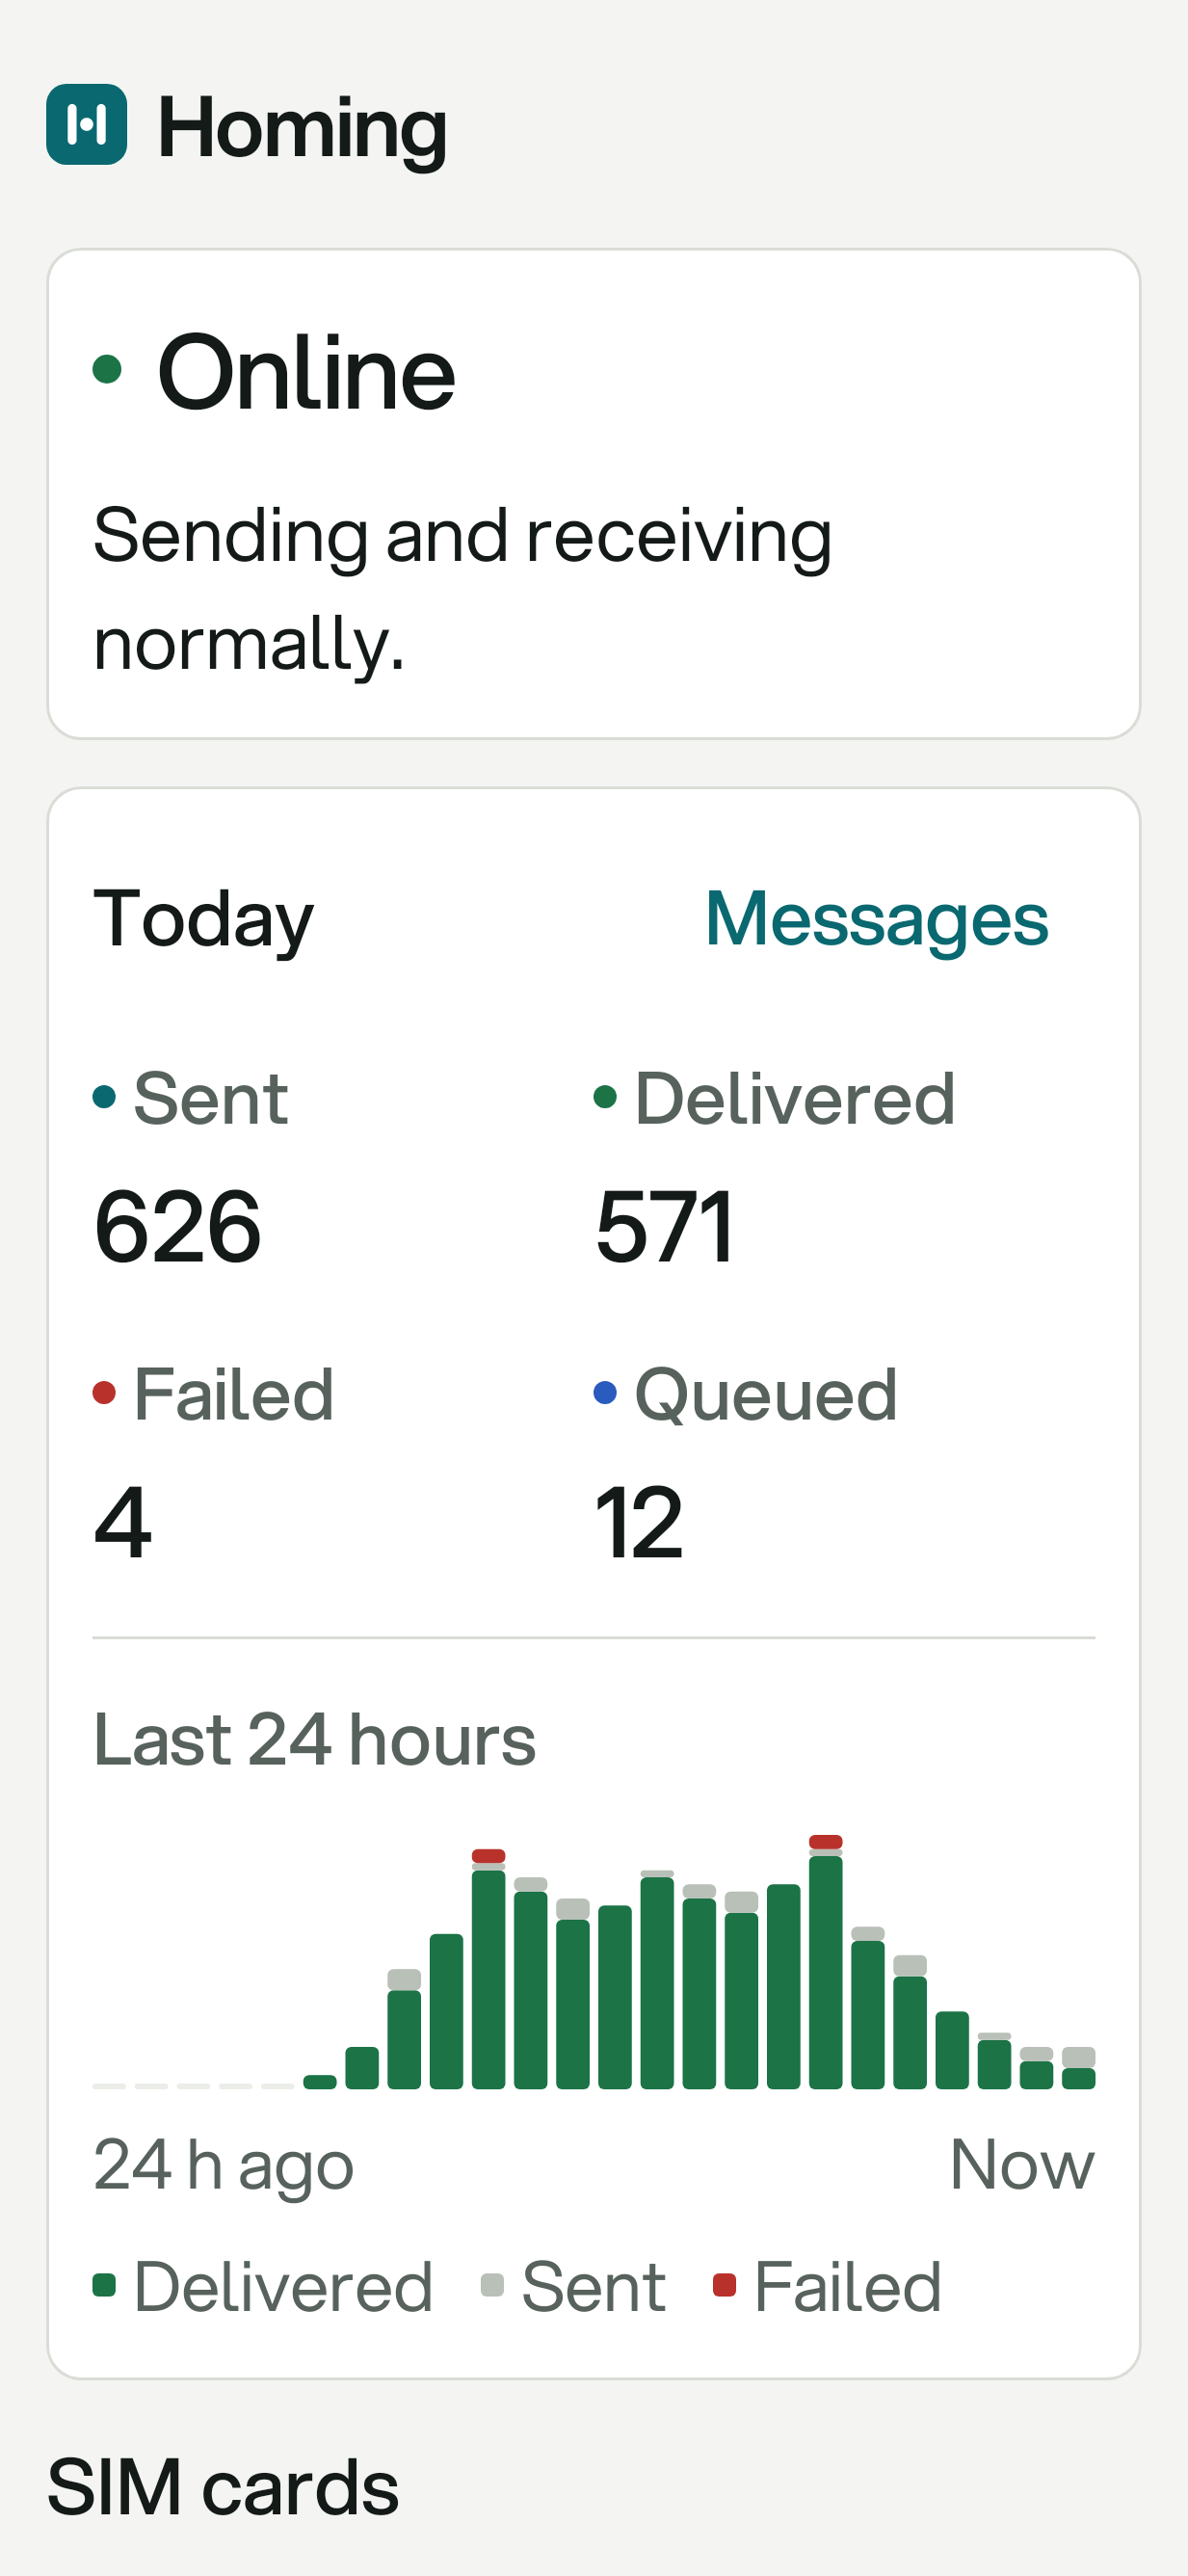 Homing
Online
Sending and receiving
normally.
Today
Messages
Sent
Delivered
626
571
Failed
Queued
4
12
Last 24 hours
24 h ago
Now
Delivered
Sent
Failed
SIM cards